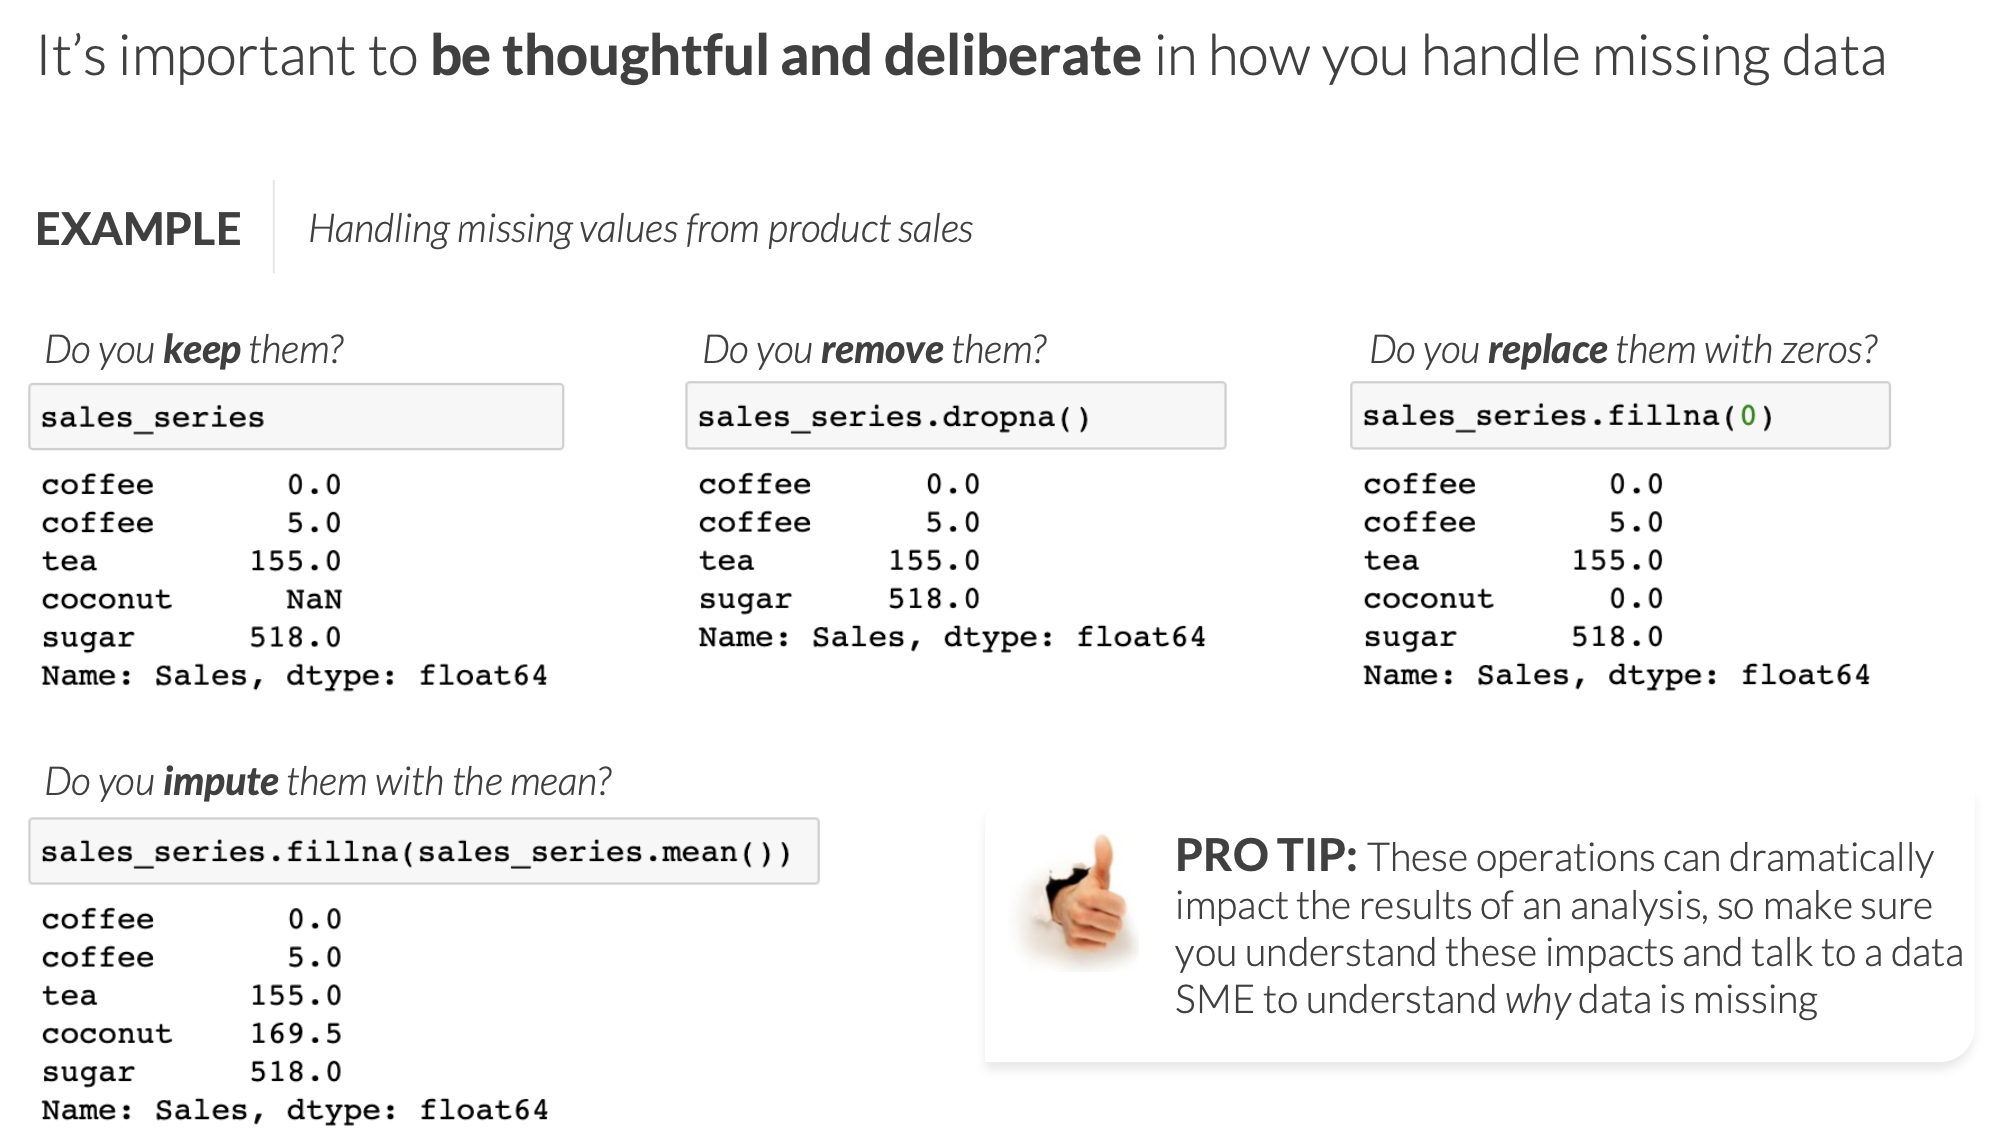 It's important to be thoughtful and deliberate in how you handle missing data
EXAMPLE
Handling missing values from product sales
Do you keep them?
sales_series
coffee 0.0
coffee 5.0
tea 155.0
coconut NaN
sugar 518.0
Name: Sales, dtype: float64
Do you remove them?
sales_series.dropna()
coffee 0.0
coffee 5.0
tea 155.0
sugar 518.0
Name: Sales, dtype: float64
Do you replace them with zeros?
sales_series.fillna(0)
coffee 0.0
coffee 5.0
tea 155.0
coconut 0.0
sugar 518.0
Name: Sales, dtype: float64
Do you impute them with the mean?
sales_series.fillna(sales_series.mean())
coffee 0.0
coffee 5.0
tea 155.0
coconut 169.5
sugar 518.0
Name: Sales, dtype: float64
PRO TIP: These operations can dramatically
impact the results of an analysis, so make sure
you understand these impacts and talk to a data
SME to understand why data is missing